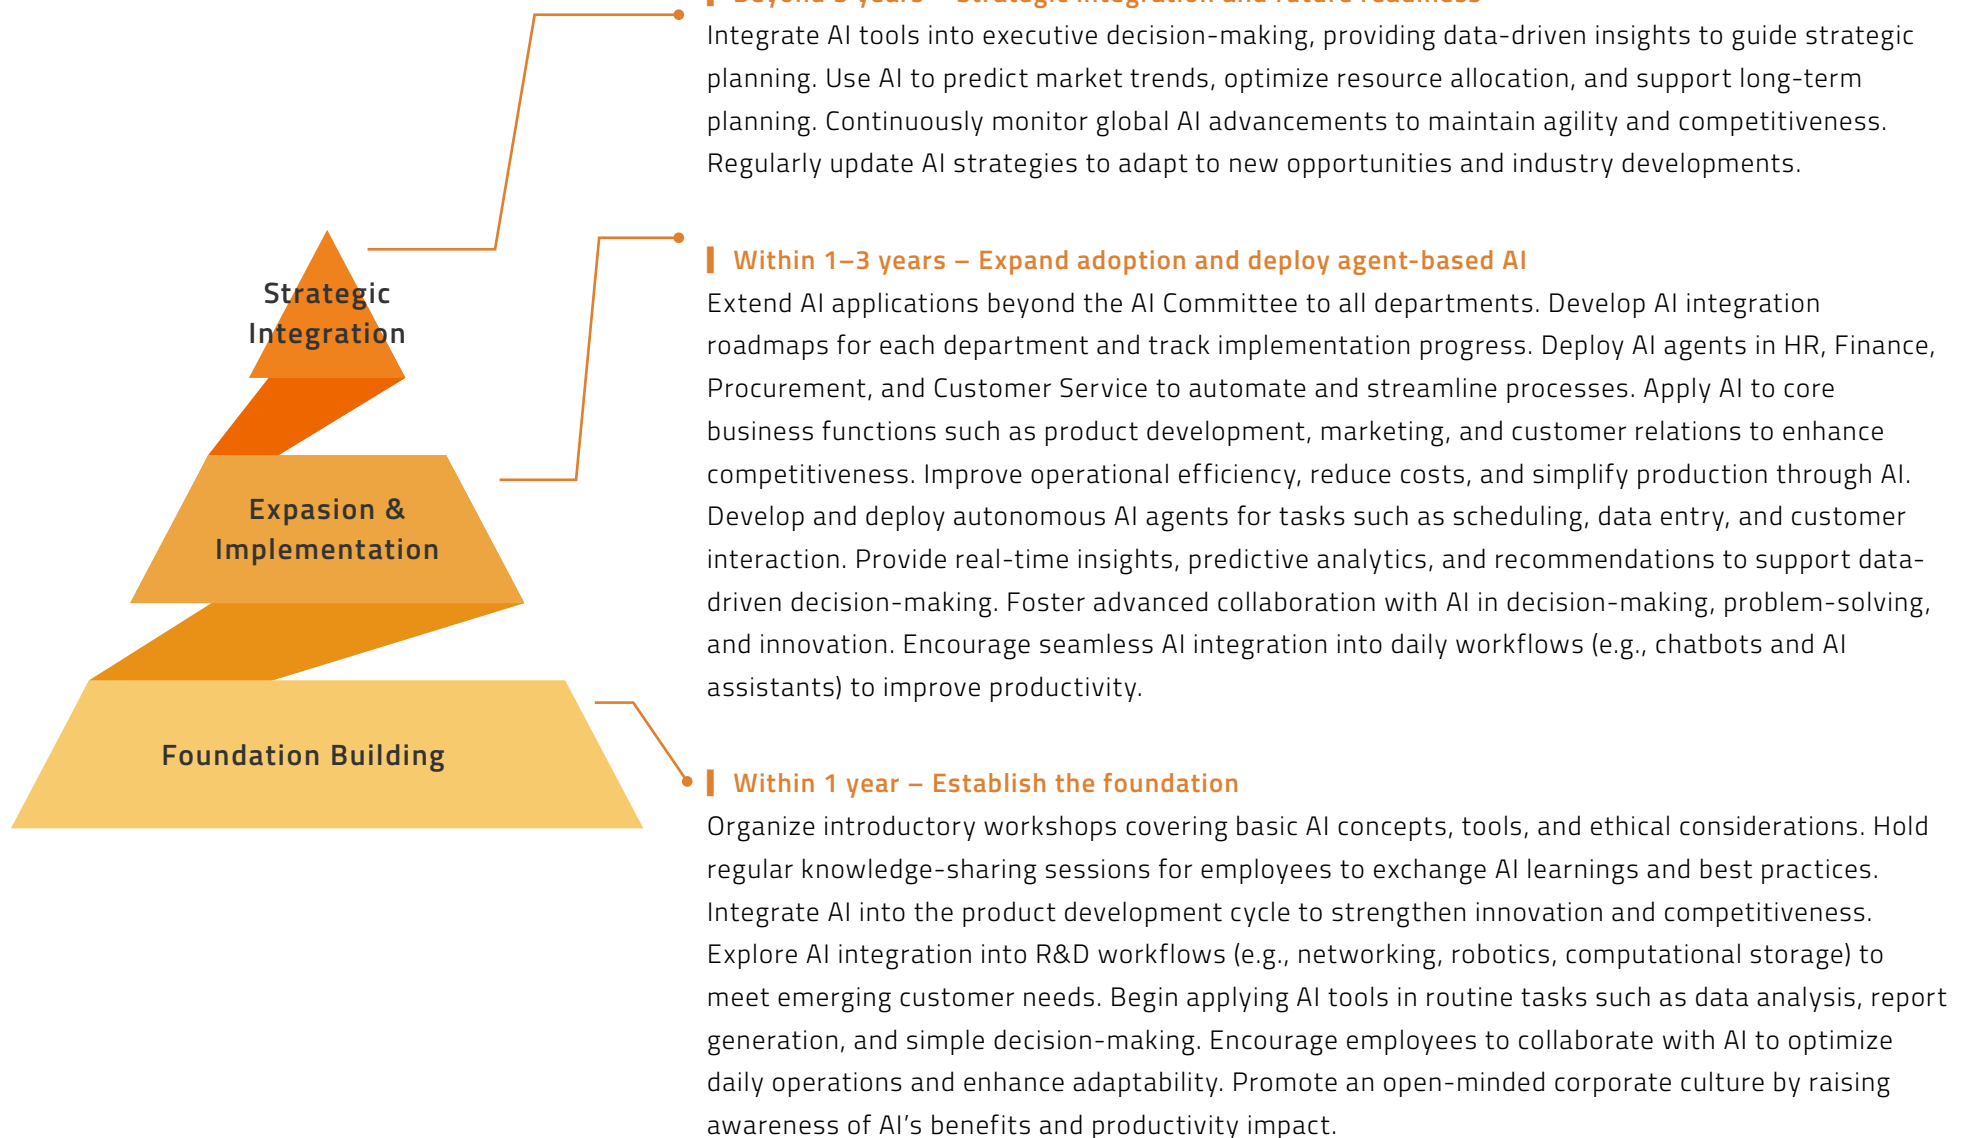 Beyond 3 years – Strategic integration and future readiness
Integrate AI tools into executive decision-making, providing data-driven insights to guide strategic
planning. Use AI to predict market trends, optimize resource allocation, and support long-term
planning. Continuously monitor global AI advancements to maintain agility and competitiveness.
Regularly update AI strategies to adapt to new opportunities and industry developments.
Strategic
Integration
Within 1–3 years – Expand adoption and deploy agent-based AI
Extend AI applications beyond the AI Committee to all departments. Develop AI integration
roadmaps for each department and track implementation progress. Deploy AI agents in HR, Finance,
Procurement, and Customer Service to automate and streamline processes. Apply AI to core
business functions such as product development, marketing, and customer relations to enhance
competitiveness. Improve operational efficiency, reduce costs, and simplify production through AI.
Develop and deploy autonomous AI agents for tasks such as scheduling, data entry, and customer
interaction. Provide real-time insights, predictive analytics, and recommendations to support data-
driven decision-making. Foster advanced collaboration with AI in decision-making, problem-solving,
and innovation. Encourage seamless AI integration into daily workflows (e.g., chatbots and AI
assistants) to improve productivity.
Expasion &
Implementation
Foundation Building
Within 1 year – Establish the foundation
Organize introductory workshops covering basic AI concepts, tools, and ethical considerations. Hold
regular knowledge-sharing sessions for employees to exchange AI learnings and best practices.
Integrate AI into the product development cycle to strengthen innovation and competitiveness.
Explore AI integration into R&D workflows (e.g., networking, robotics, computational storage) to
meet emerging customer needs. Begin applying AI tools in routine tasks such as data analysis, report
generation, and simple decision-making. Encourage employees to collaborate with AI to optimize
daily operations and enhance adaptability. Promote an open-minded corporate culture by raising
awareness of AI’s benefits and productivity impact.